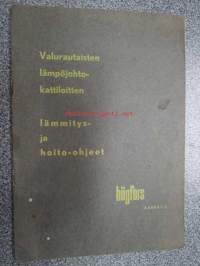 Valurautaisten
lämpöjohto-
kattiloitten
lämmitys-
ja
hoito-ohjeet
högfors